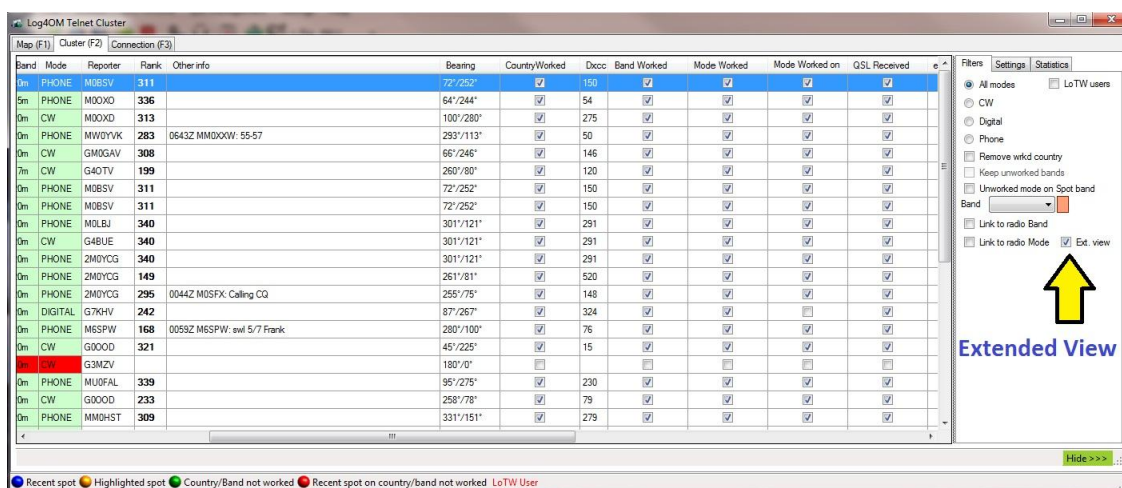 Log4OM Telnet Cluster
Map (F1) Cluster (F2) Connection (F3)
Band Mode Reporter Rank Other info Bearing CountryWorked Dxcc Band Worked Mode Worked Mode Worked on QSL Received
0m PHONE M0BSV 311 72°/252° 150
5m PHONE M0OXO 336 64°/244° 54
0m CW M0OXD 313 100°/280° 275
0m PHONE MW0YVK 283 0643Z MM0XXW: 55-57 293°/113° 50
0m CW GM0GAV 308 66°/246° 146
7m CW G4OTV 199 260°/80° 120
0m PHONE M0BSV 311 72°/252° 150
0m PHONE M0BSV 311 72°/252° 150
0m PHONE M0LBJ 340 301°/121° 291
0m CW G4BUE 340 301°/121° 291
0m PHONE 2M0YCG 340 301°/121° 291
0m PHONE 2M0YCG 149 261°/81° 520
0m PHONE 2M0YCG 295 0044Z M0SFX: Calling CQ 255°/75° 148
0m DIGITAL G7KHV 242 87°/267° 324
0m PHONE M6SPW 168 0059Z M6SPW: swl 5/7 Frank 280°/100° 76
0m CW G0OOD 321 45°/225° 15
0m CW G3MZV 180°/0°
0m PHONE MU0FAL 339 95°/275° 230
0m CW G0OOD 233 258°/78° 79
0m PHONE MM0HST 309 331°/151° 279
Filters Settings Statistics
All modes LoTW users
CW
Digital
Phone
Remove wrkd country
Keep unworked bands
Unworked mode on Spot band
Band
Link to radio Band
Link to radio Mode Ext. view
Extended View
Hide >>>
Recent spot Highlighted spot Country/Band not worked Recent spot on country/band not worked LoTW User